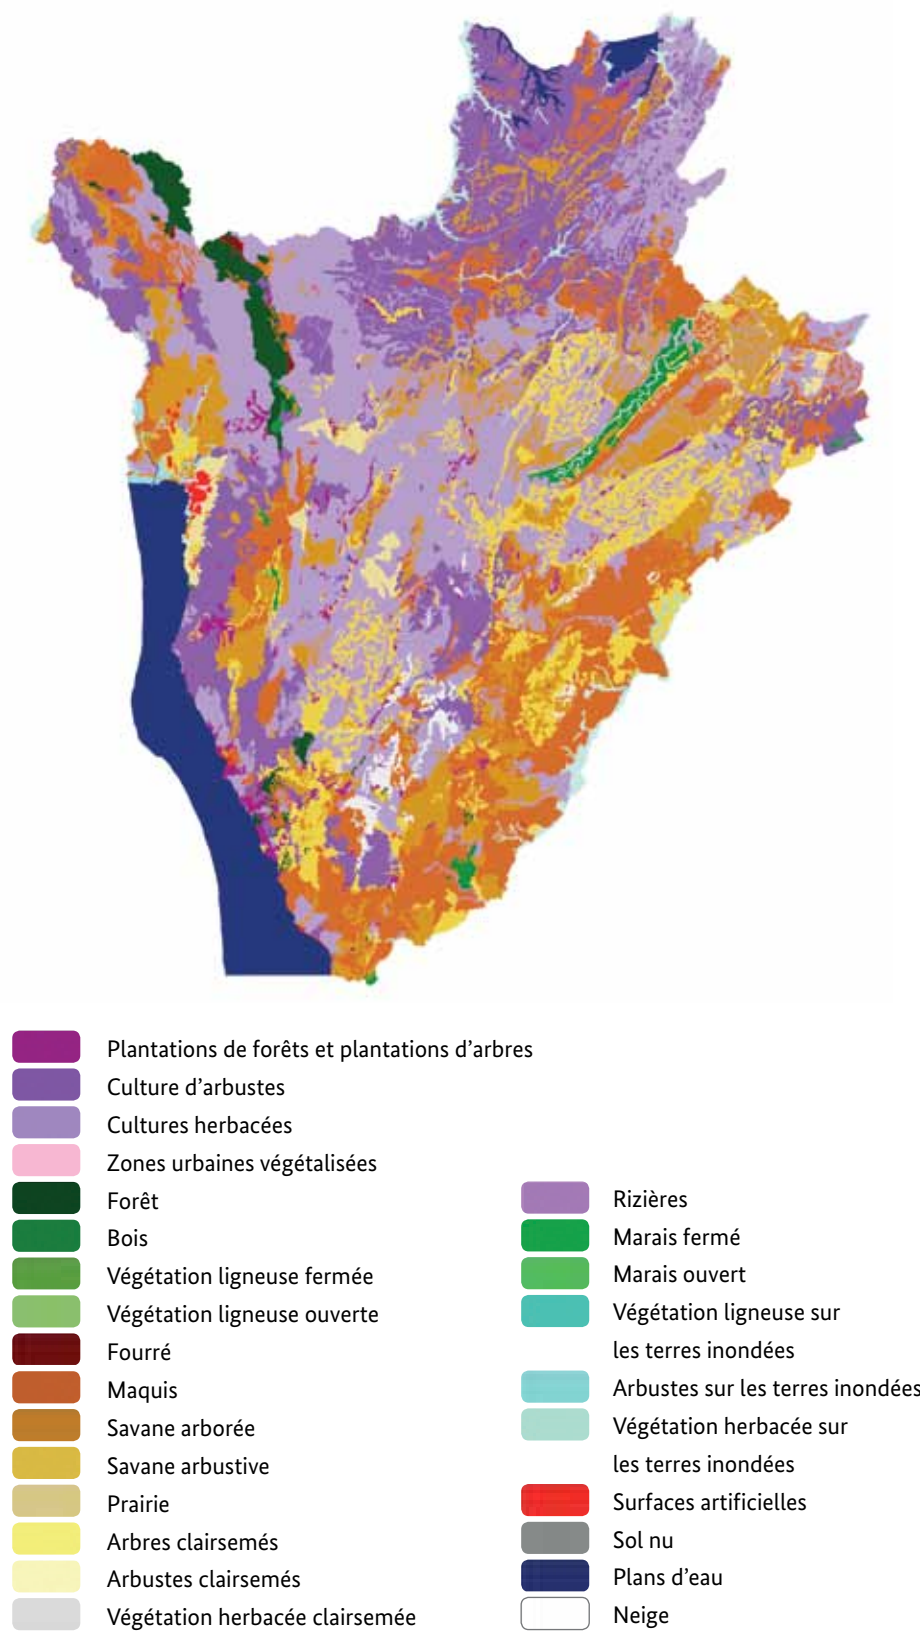 Plantations de forêts et plantations d’arbres
Culture d’arbustes
Cultures herbacées
Zones urbaines végétalisées
Forêt
Bois
Végétation ligneuse fermée
Végétation ligneuse ouverte
Fourré
Maquis
Savane arborée
Savane arbustive
Prairie
Arbres clairsemés
Arbustes clairsemés
Végétation herbacée clairsemée
Rizières
Marais fermé
Marais ouvert
Végétation ligneuse sur
les terres inondées
Arbustes sur les terres inondées
Végétation herbacée sur
les terres inondées
Surfaces artificielles
Sol nu
Plans d’eau
Neige